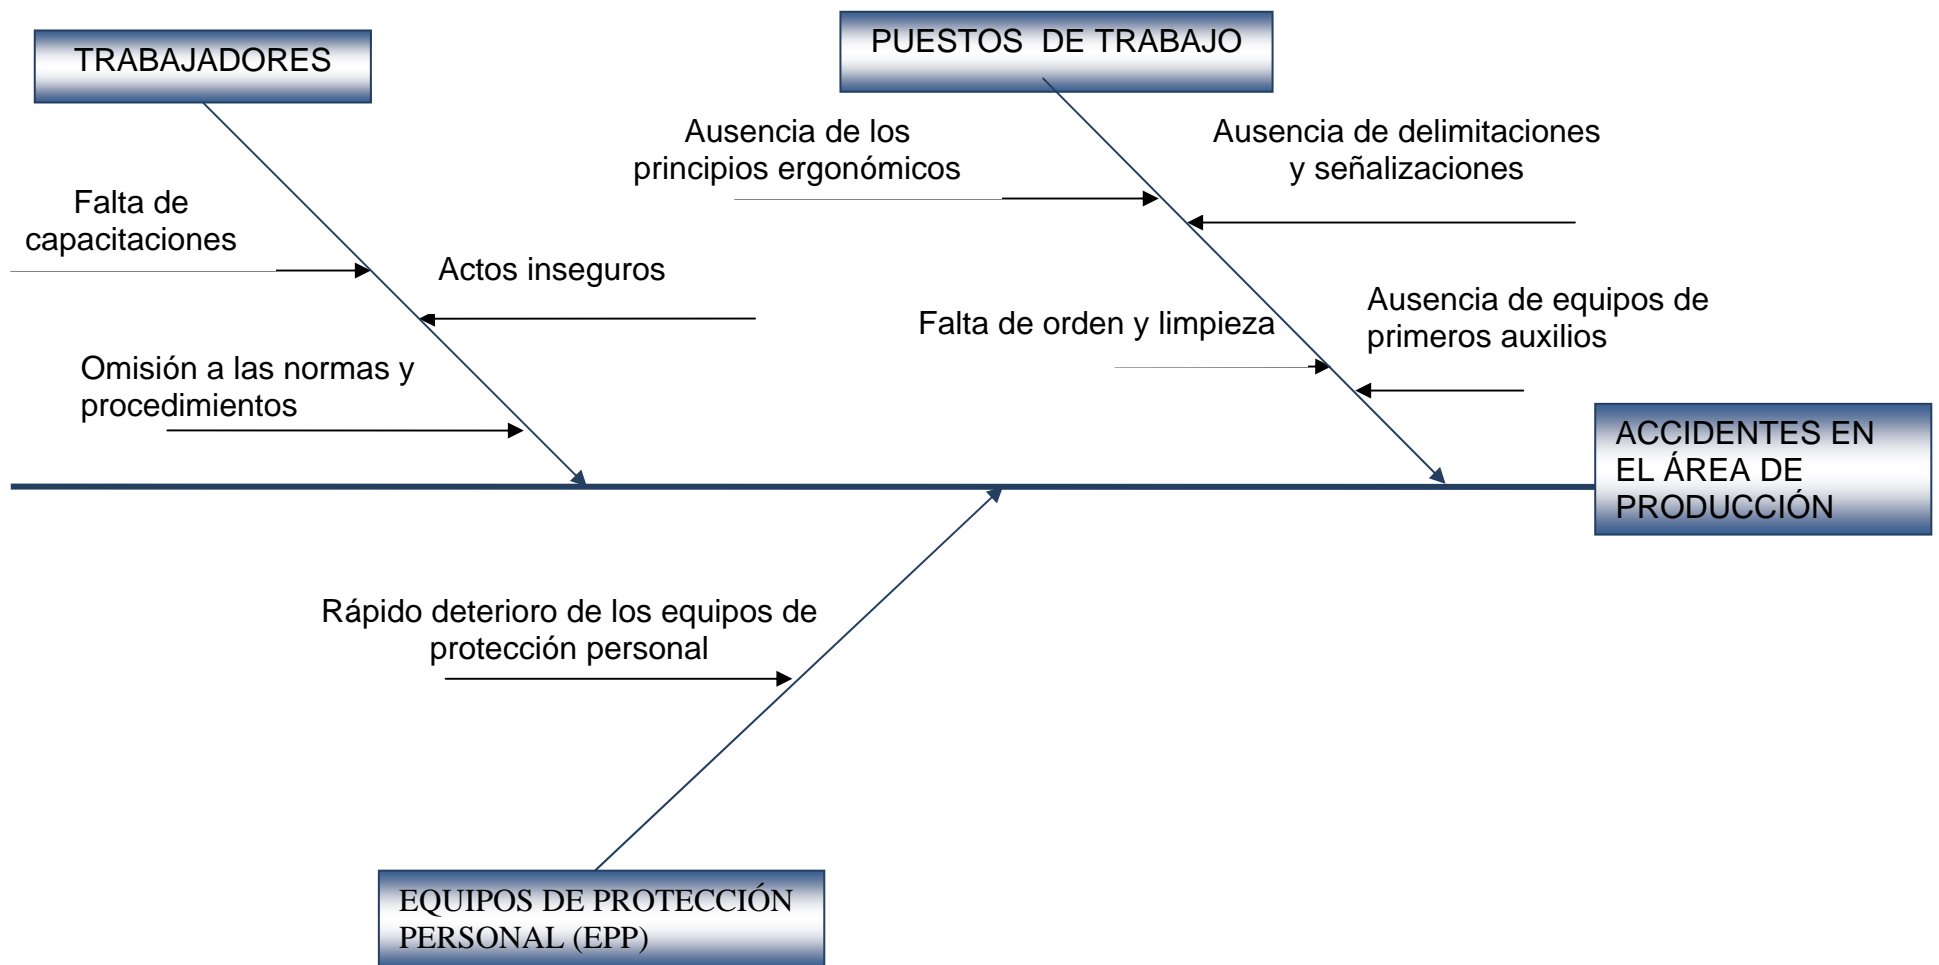 TRABAJADORES
PUESTOS DE TRABAJO
Ausencia de los
principios ergonómicos
Ausencia de delimitaciones
y señalizaciones
Falta de
capacitaciones
Actos inseguros
Falta de orden y limpieza
Ausencia de equipos de
primeros auxilios
Omisión a las normas y
procedimientos
ACCIDENTES EN
EL ÁREA DE
PRODUCCIÓN
Rápido deterioro de los equipos de
protección personal
EQUIPOS DE PROTECCIÓN
PERSONAL (EPP)